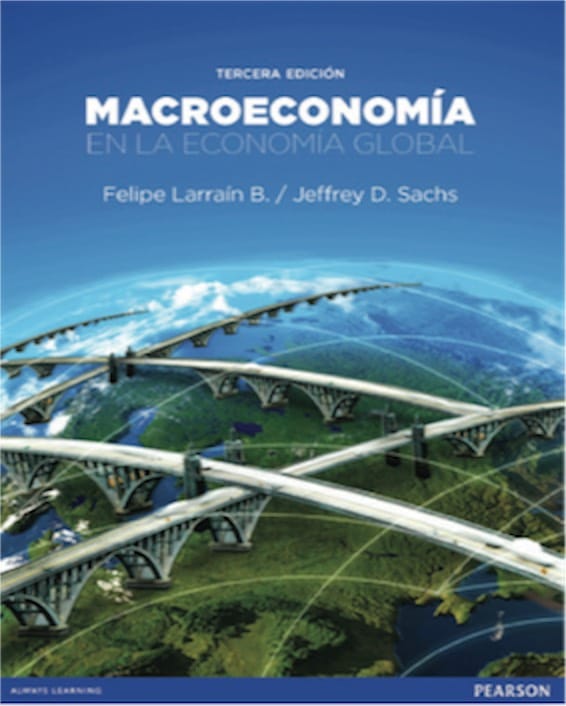 TERCERA EDICIÓN
MACROECONOMÍA
EN LA ECONOMÍA GLOBAL
Felipe Larraín B. / Jeffrey D. Sachs
ALWAYS LEARNING
PEARSON